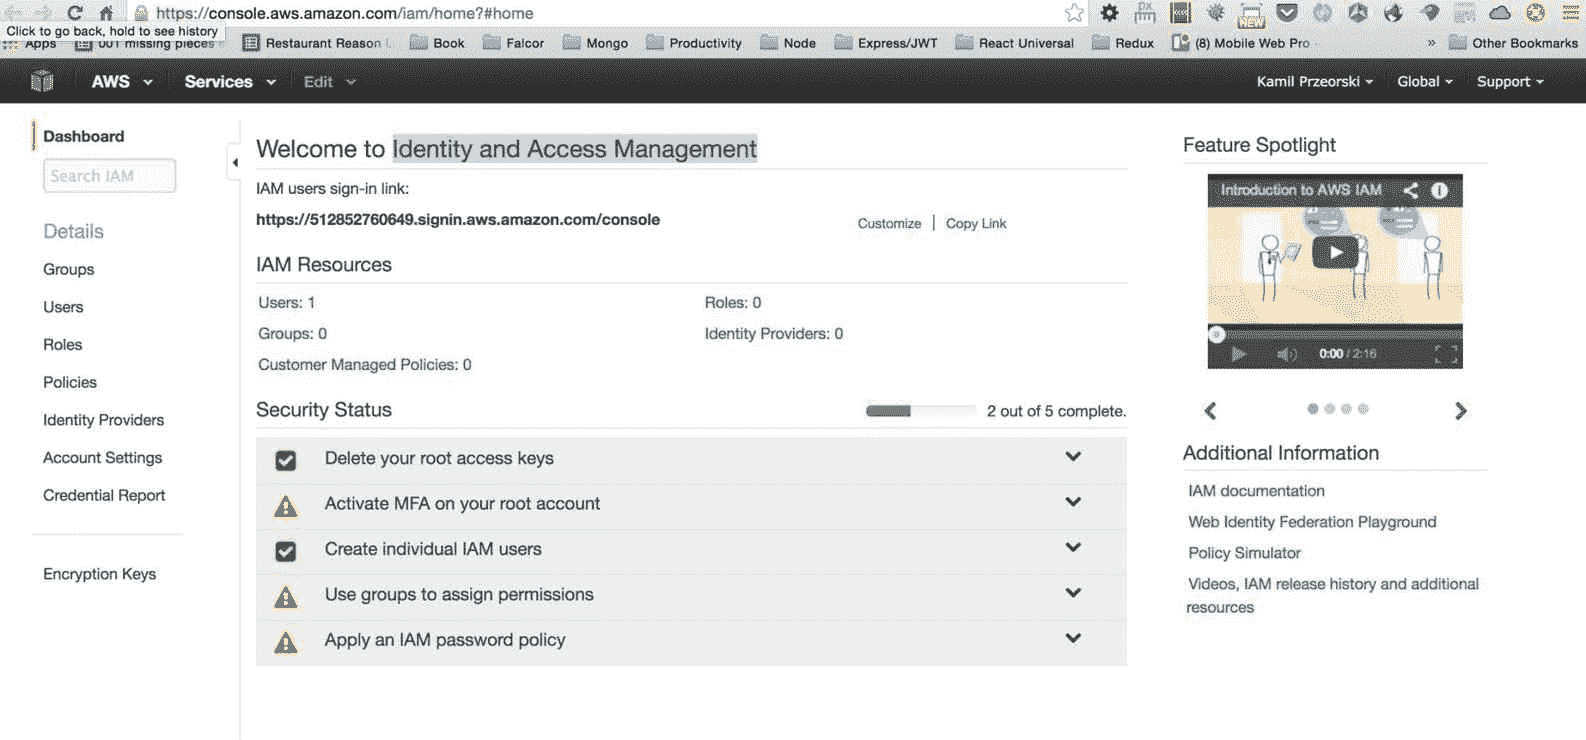 https://console.aws.amazon.com/iam/home?#home
Click to go back, hold to see history
Apps 001 missing pieces Restaurant Reason Book Falcor Mongo Productivity Node Express/JWT React Universal Redux (8) Mobile Web Pro » Other Bookmarks
NEW
AWS Services Edit Kamil Przeorski Global Support
Dashboard
Search IAM
Details
Groups
Users
Roles
Policies
Identity Providers
Account Settings
Credential Report
Encryption Keys
Welcome to Identity and Access Management
IAM users sign-in link:
https://512852760649.signin.aws.amazon.com/console Customize | Copy Link
IAM Resources
Users: 1 Roles: 0
Groups: 0 Identity Providers: 0
Customer Managed Policies: 0
Security Status 2 out of 5 complete.
Delete your root access keys
Activate MFA on your root account
Create individual IAM users
Use groups to assign permissions
Apply an IAM password policy
Feature Spotlight
Introduction to AWS IAM
0:00 / 2:16
Additional Information
IAM documentation
Web Identity Federation Playground
Policy Simulator
Videos, IAM release history and additional
resources